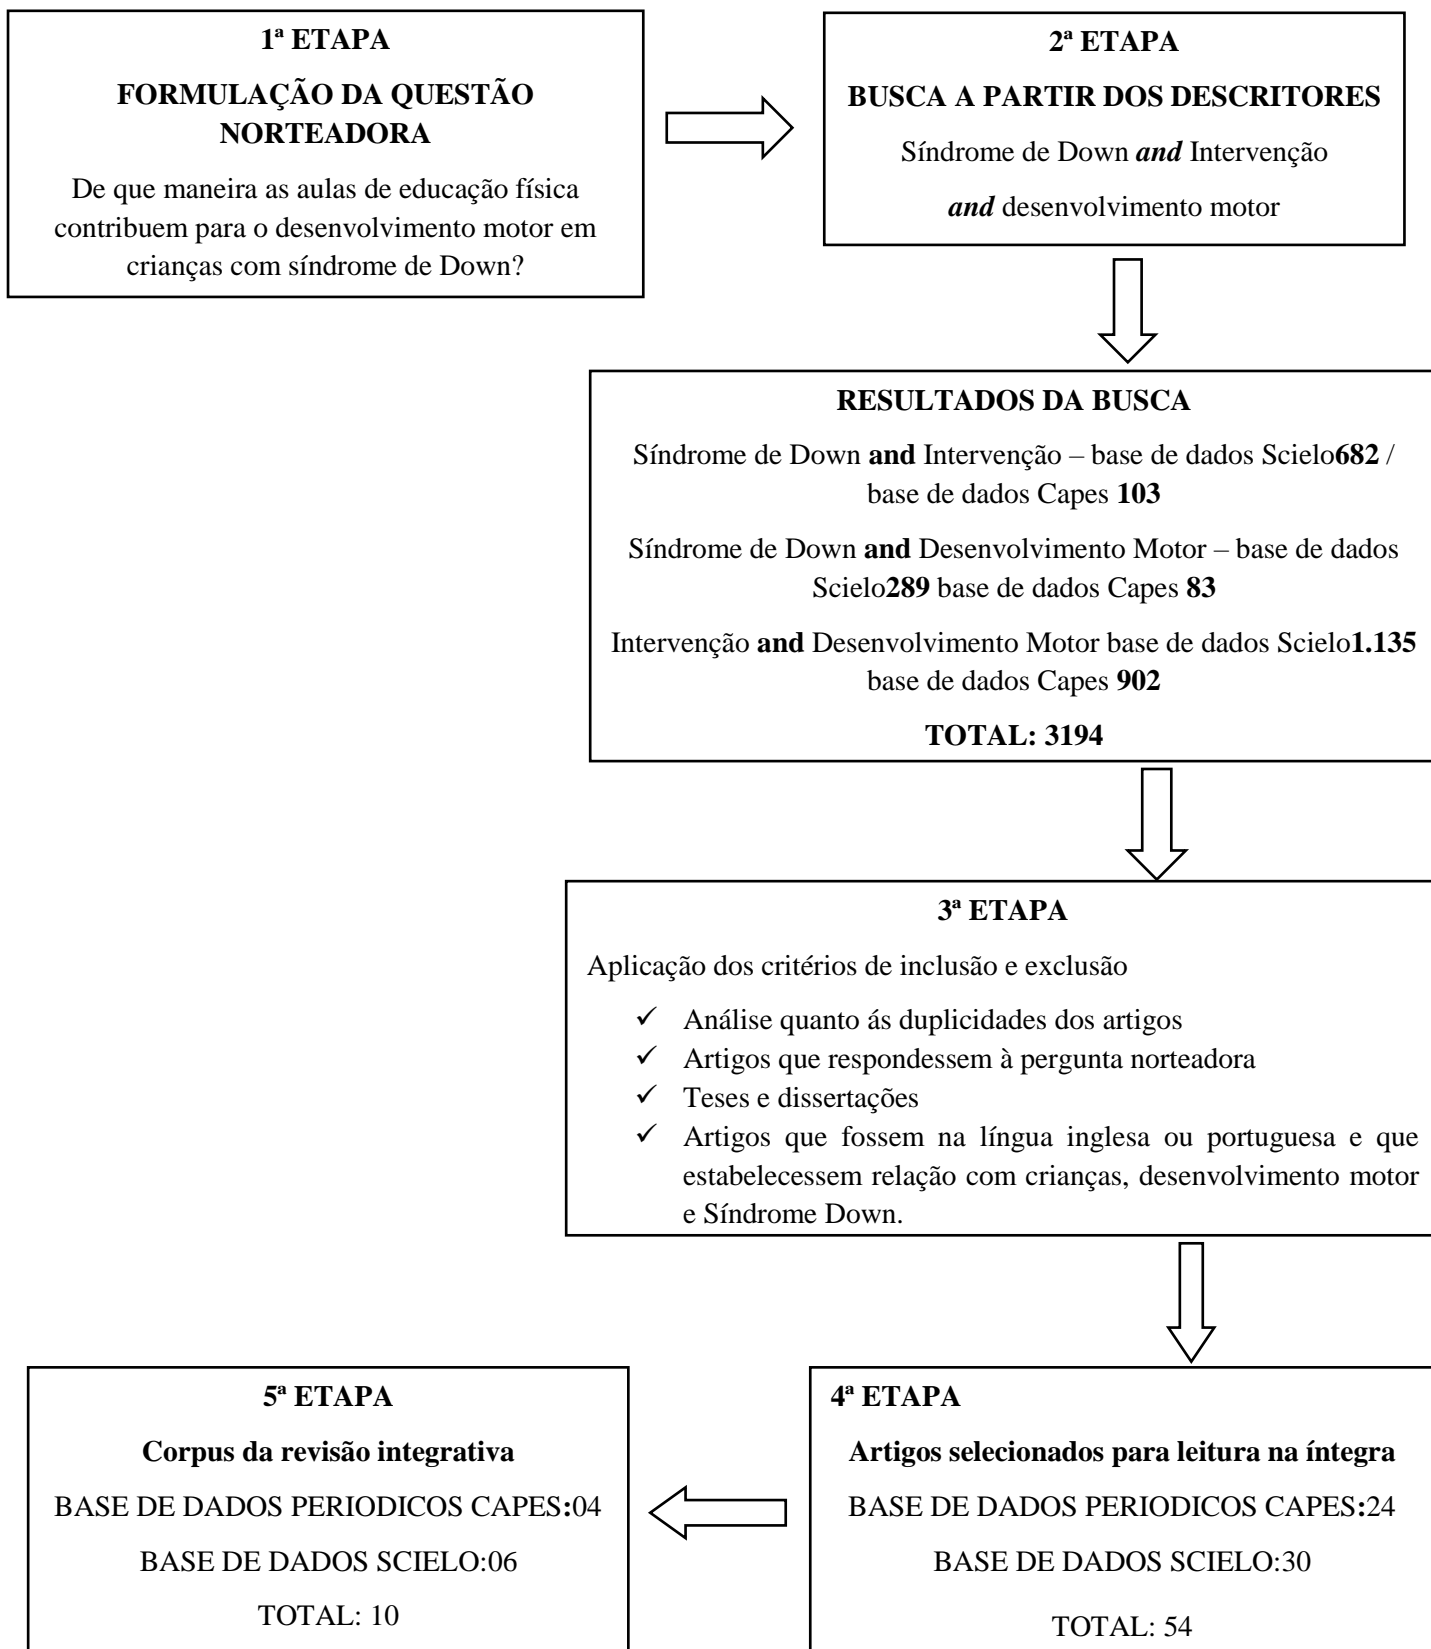 1ª ETAPA
FORMULAÇÃO DA QUESTÃO
NORTEADORA
De que maneira as aulas de educação física
contribuem para o desenvolvimento motor em
crianças com síndrome de Down?
2ª ETAPA
BUSCA A PARTIR DOS DESCRITORES
Síndrome de Down and Intervenção
and desenvolvimento motor
RESULTADOS DA BUSCA
Síndrome de Down and Intervenção – base de dados Scielo682 /
base de dados Capes 103
Síndrome de Down and Desenvolvimento Motor – base de dados
Scielo289 base de dados Capes 83
Intervenção and Desenvolvimento Motor base de dados Scielo1.135
base de dados Capes 902
TOTAL: 3194
3ª ETAPA
Aplicação dos critérios de inclusão e exclusão
✓ Análise quanto ás duplicidades dos artigos
✓ Artigos que respondessem à pergunta norteadora
✓ Teses e dissertações
✓ Artigos que fossem na língua inglesa ou portuguesa e que
estabelecessem relação com crianças, desenvolvimento motor
e Síndrome Down.
4ª ETAPA
Artigos selecionados para leitura na íntegra
BASE DE DADOS PERIODICOS CAPES:24
BASE DE DADOS SCIELO:30
TOTAL: 54
5ª ETAPA
Corpus da revisão integrativa
BASE DE DADOS PERIODICOS CAPES:04
BASE DE DADOS SCIELO:06
TOTAL: 10